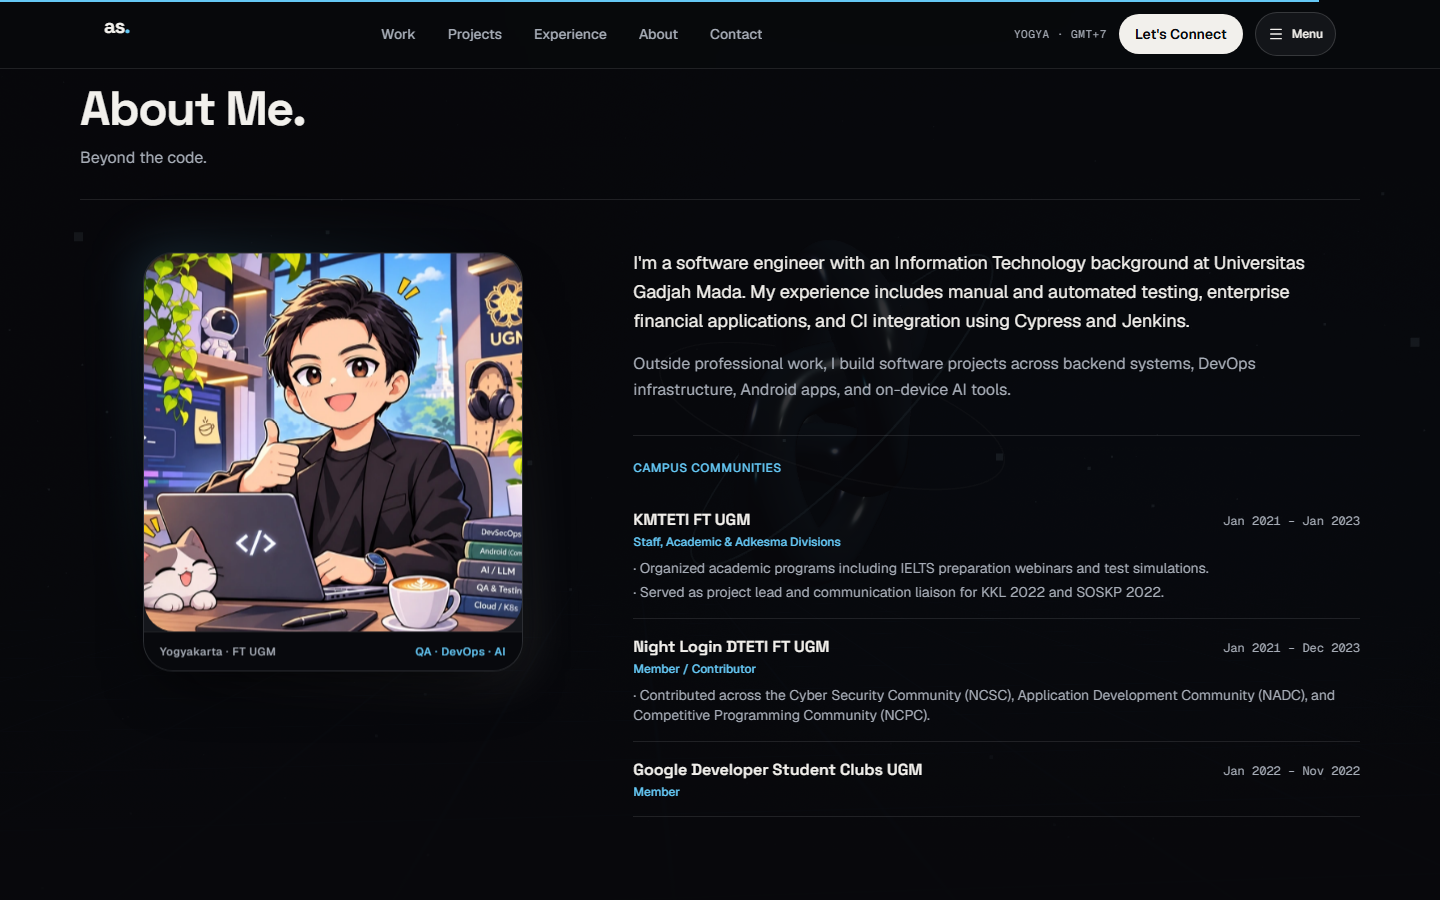 as.
Work
Projects
Experience
About
Contact
YOGYA · GMT+7
Let's Connect
Menu
About Me.
Beyond the code.
UGM
</>
DevSecOps
Android
AI / LLM
QA &
Cloud / K8s
Yogyakarta · FT UGM
QA · DevOps · AI
I'm a software engineer with an Information Technology background at Universitas
Gadjah Mada. My experience includes manual and automated testing, enterprise
financial applications, and CI integration using Cypress and Jenkins.
Outside professional work, I build software projects across backend systems, DevOps
infrastructure, Android apps, and on-device AI tools.
CAMPUS COMMUNITIES
KMTETI FT UGM
Jan 2021 – Jan 2023
Staff, Academic & Adkesma Divisions
· Organized academic programs including IELTS preparation webinars and test simulations.
· Served as project lead and communication liaison for KKL 2022 and SOSKP 2022.
Night Login DTETI FT UGM
Jan 2021 – Dec 2023
Member / Contributor
· Contributed across the Cyber Security Community (NCSC), Application Development Community (NADC), and
Competitive Programming Community (NCPC).
Google Developer Student Clubs UGM
Jan 2022 – Nov 2022
Member